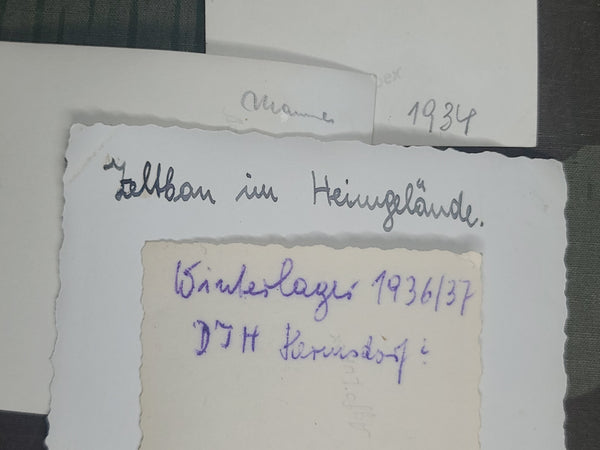 1934
Zeltbau im Heimgelände.
Winterlager 1936/37
DJH Hermsdorf